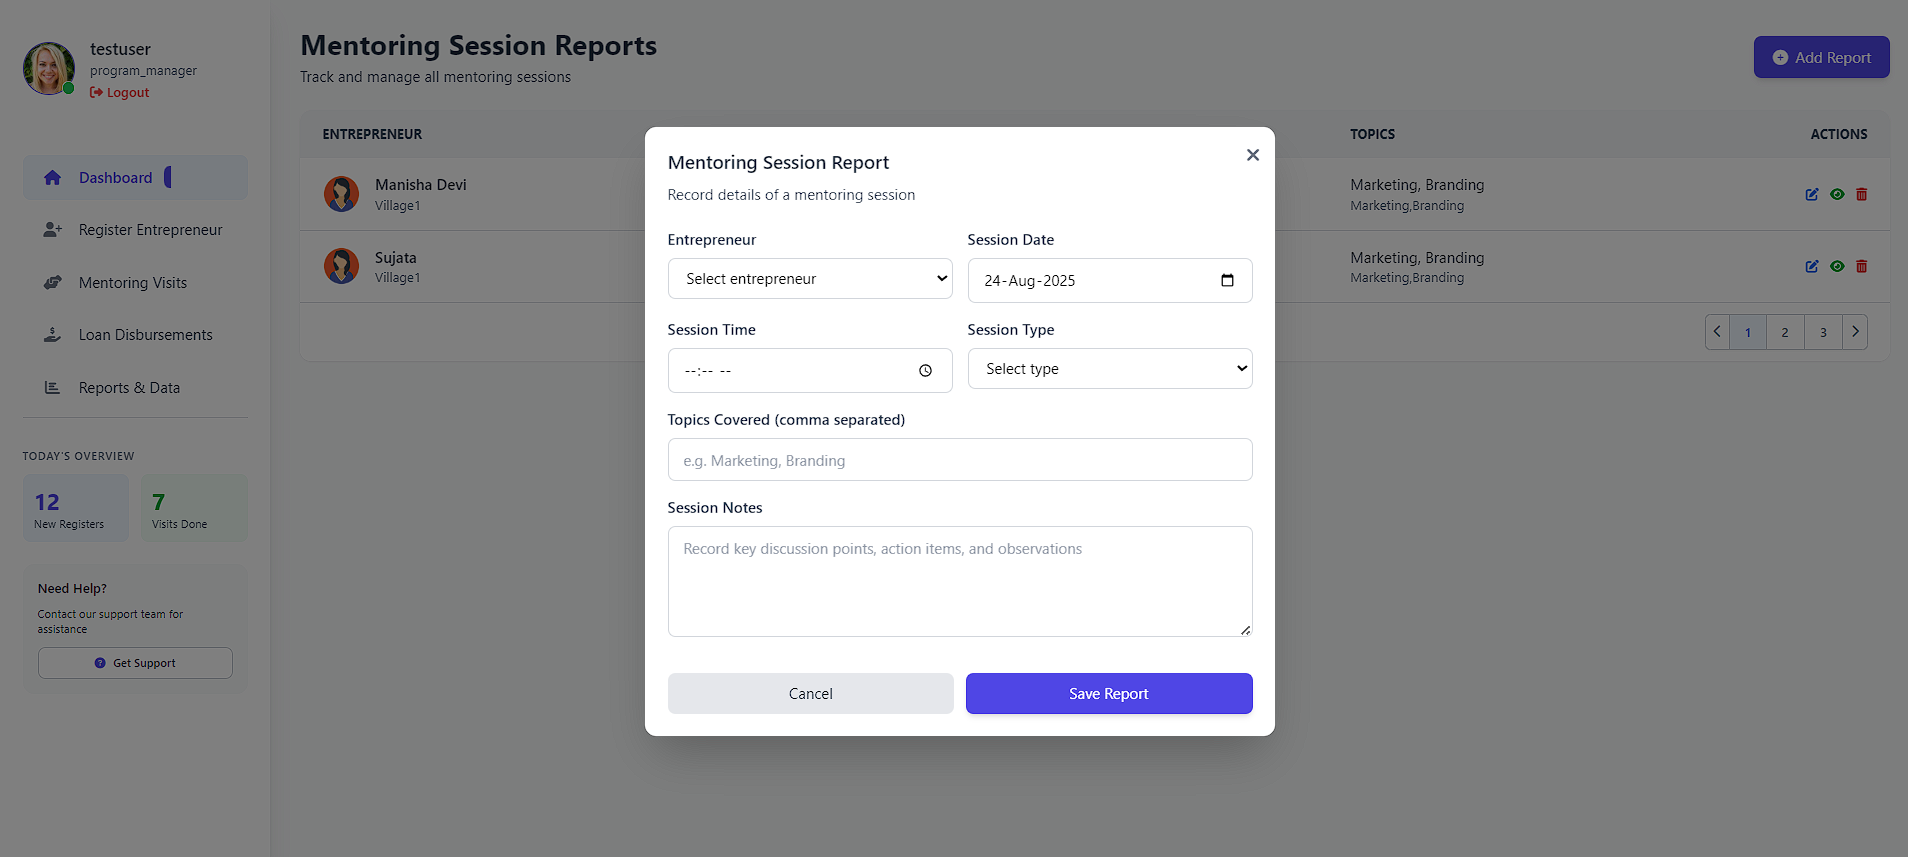 testuser
program_manager
Logout
Dashboard
Register Entrepreneur
Mentoring Visits
Loan Disbursements
Reports & Data
TODAY'S OVERVIEW
12
New Registers
7
Visits Done
Need Help?
Contact our support team for
assistance
Get Support
Mentoring Session Reports
Track and manage all mentoring sessions
Add Report
ENTREPRENEUR TOPICS ACTIONS
Manisha Devi
Village1
Marketing, Branding
Marketing,Branding
Sujata
Village1
Marketing, Branding
Marketing,Branding
1 2 3
Mentoring Session Report
Record details of a mentoring session
Entrepreneur Session Date
Select entrepreneur 24-Aug-2025
Session Time Session Type
--:-- -- Select type
Topics Covered (comma separated)
e.g. Marketing, Branding
Session Notes
Record key discussion points, action items, and observations
Cancel Save Report